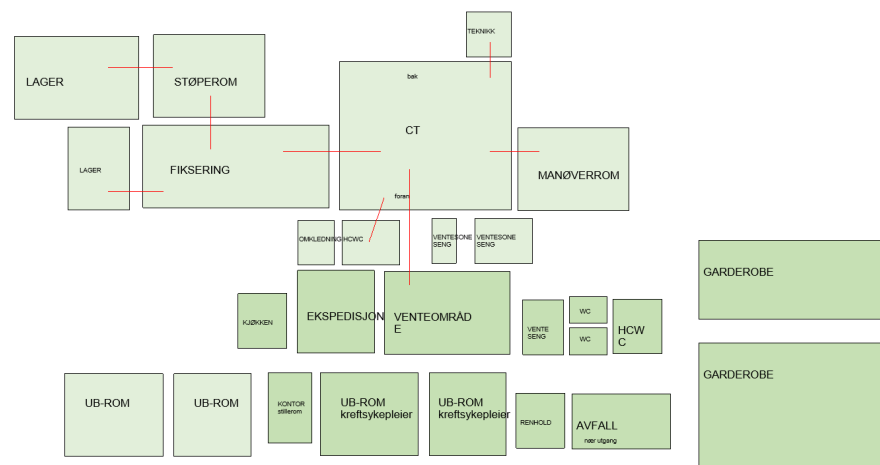 TEKNIKK
bak
LAGER
STØPEROM
CT
LAGER
FIKSERING
MANØVERROM
foran
OMKLEDNING
HCWC
VENTESONE
SENG
VENTESONE
SENG
GARDEROBE
KJØKKEN
EKSPEDISJON
VENTEOMRÅD
E
VENTE
SENG
WC
WC
HCW
C
GARDEROBE
UB-ROM
UB-ROM
KONTOR
stillerom
UB-ROM
kreftsykepleier
UB-ROM
kreftsykepleier
RENHOLD
AVFALL
nær utgang